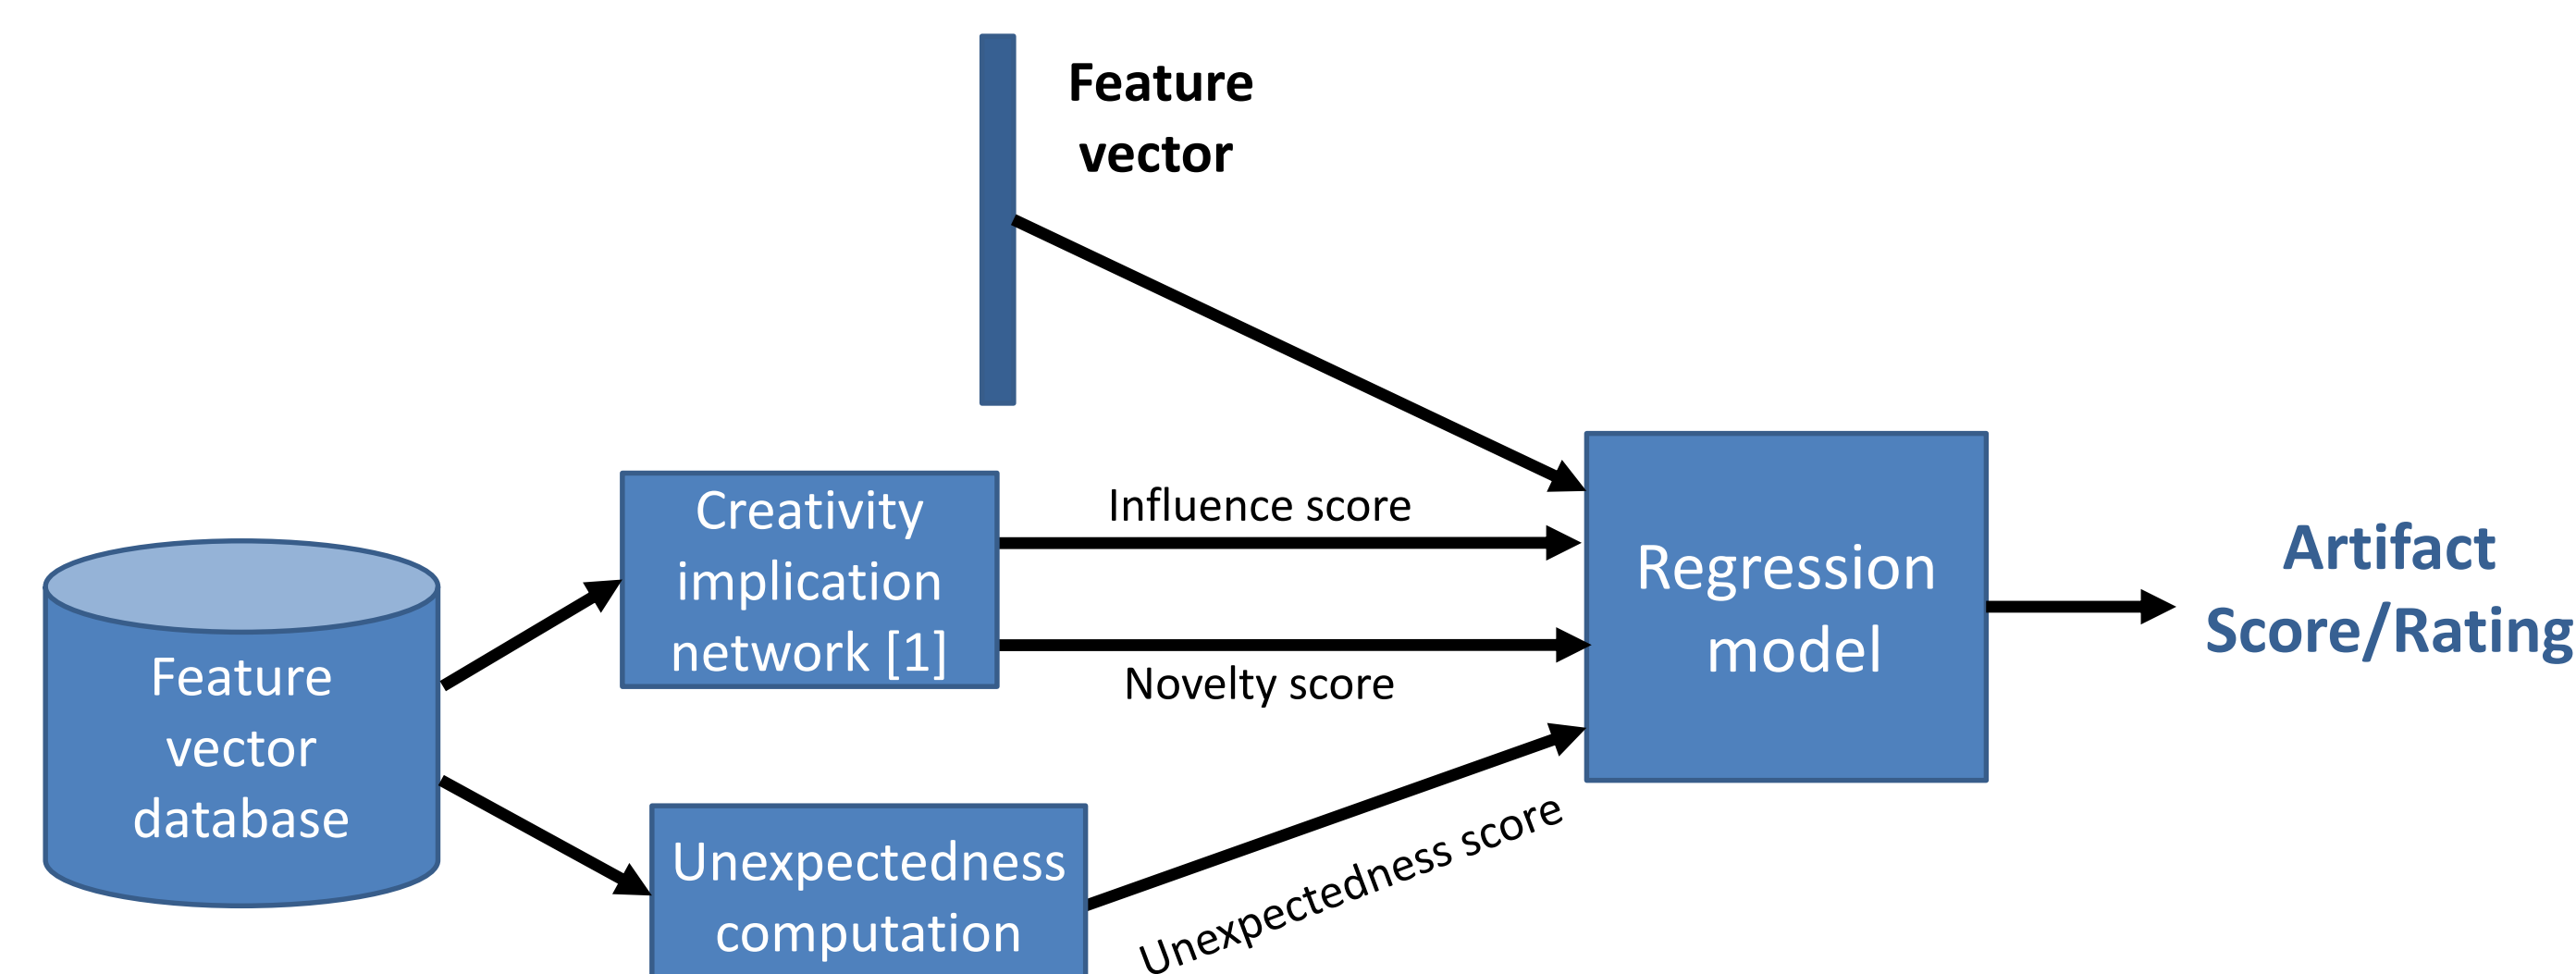 Feature
vector
Creativity
implication
network [1]
Influence score
Novelty score
Regression
model
Artifact
Score/Rating
Feature
vector
database
Unexpectedness
computation
Unexpectedness score